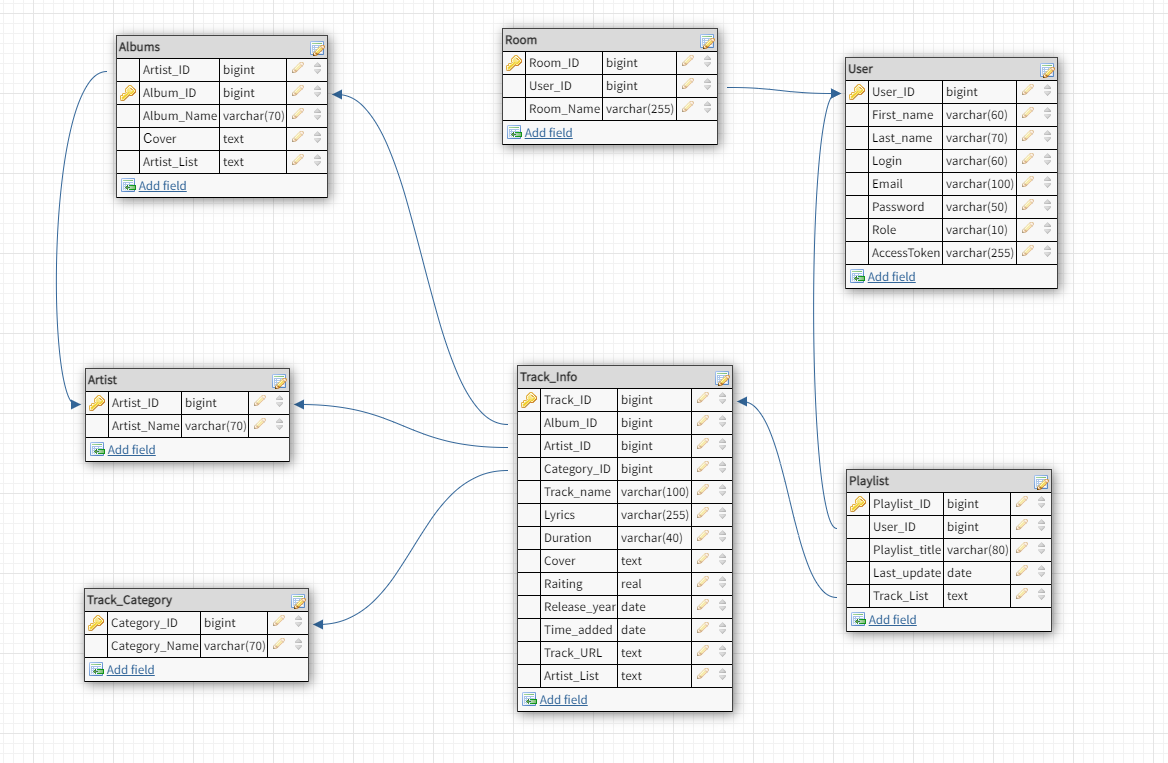 Albums
Artist_ID bigint
Album_ID bigint
Album_Name varchar(70)
Cover text
Artist_List text
Add field
Room
Room_ID bigint
User_ID bigint
Room_Name varchar(255)
Add field
User
User_ID bigint
First_name varchar(60)
Last_name varchar(70)
Login varchar(60)
Email varchar(100)
Password varchar(50)
Role varchar(10)
AccessToken varchar(255)
Add field
Artist
Artist_ID bigint
Artist_Name varchar(70)
Add field
Track_Info
Track_ID bigint
Album_ID bigint
Artist_ID bigint
Category_ID bigint
Track_name varchar(100)
Lyrics varchar(255)
Duration varchar(40)
Cover text
Raiting real
Release_year date
Time_added date
Track_URL text
Artist_List text
Add field
Playlist
Playlist_ID bigint
User_ID bigint
Playlist_title varchar(80)
Last_update date
Track_List text
Add field
Track_Category
Category_ID bigint
Category_Name varchar(70)
Add field